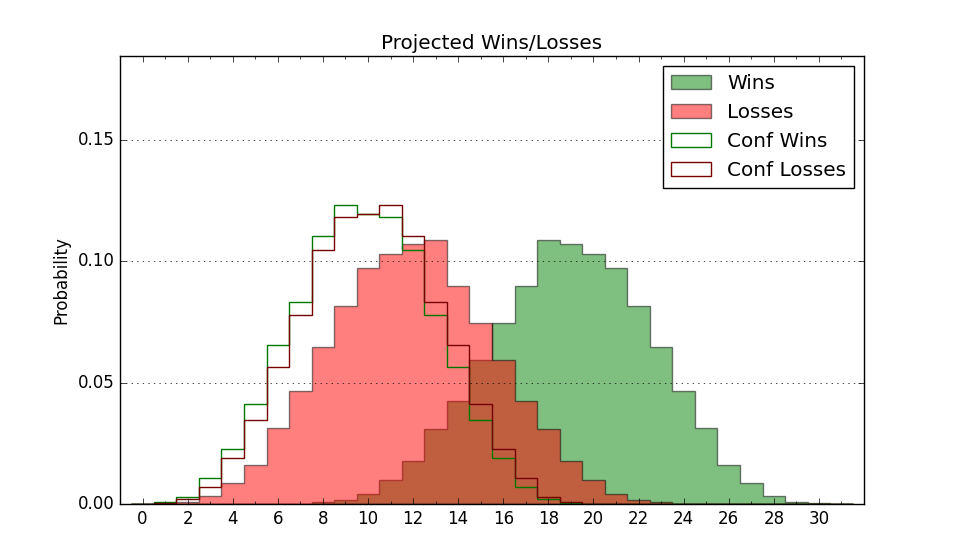 Projected Wins/Losses
Wins
Losses
Conf Wins
Conf Losses
Probability
0.15
0.10
0.05
0.00
0 2 4 6 8 10 12 14 16 18 20 22 24 26 28 30